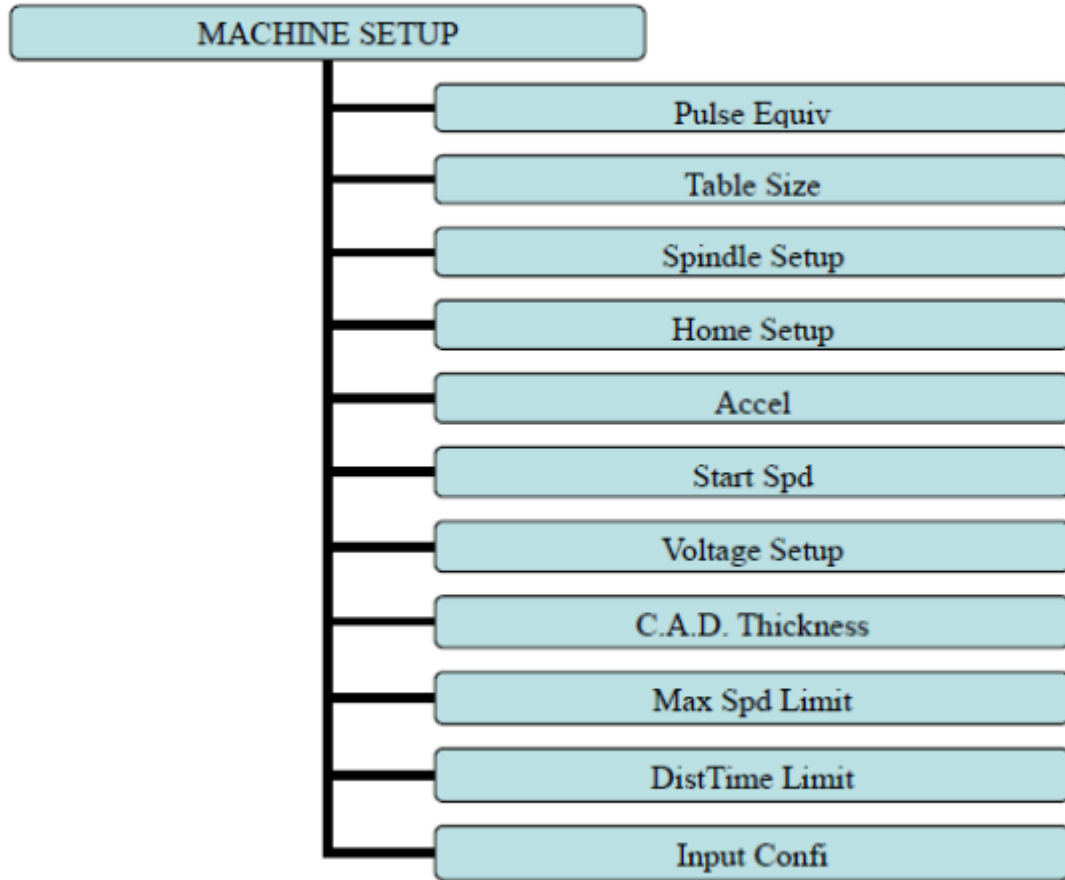 MACHINE SETUP
Pulse Equiv
Table Size
Spindle Setup
Home Setup
Accel
Start Spd
Voltage Setup
C.A.D. Thickness
Max Spd Limit
DistTime Limit
Input Confi